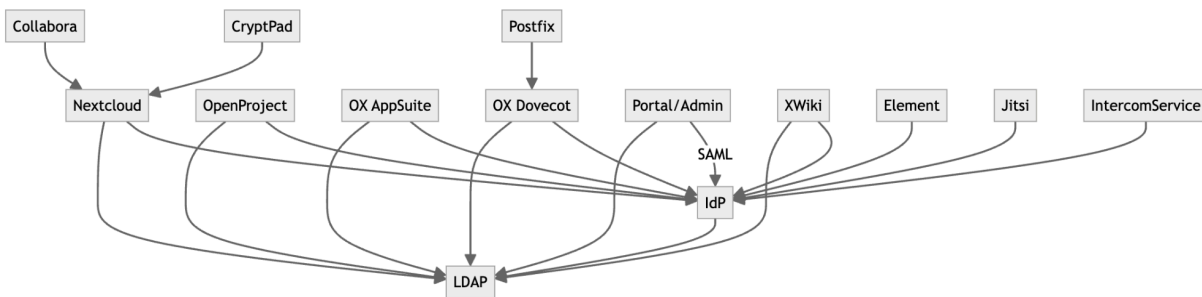 Collabora
CryptPad
Postfix
Nextcloud
OpenProject
OX AppSuite
OX Dovecot
Portal/Admin
XWiki
Element
Jitsi
IntercomService
SAML
IdP
LDAP